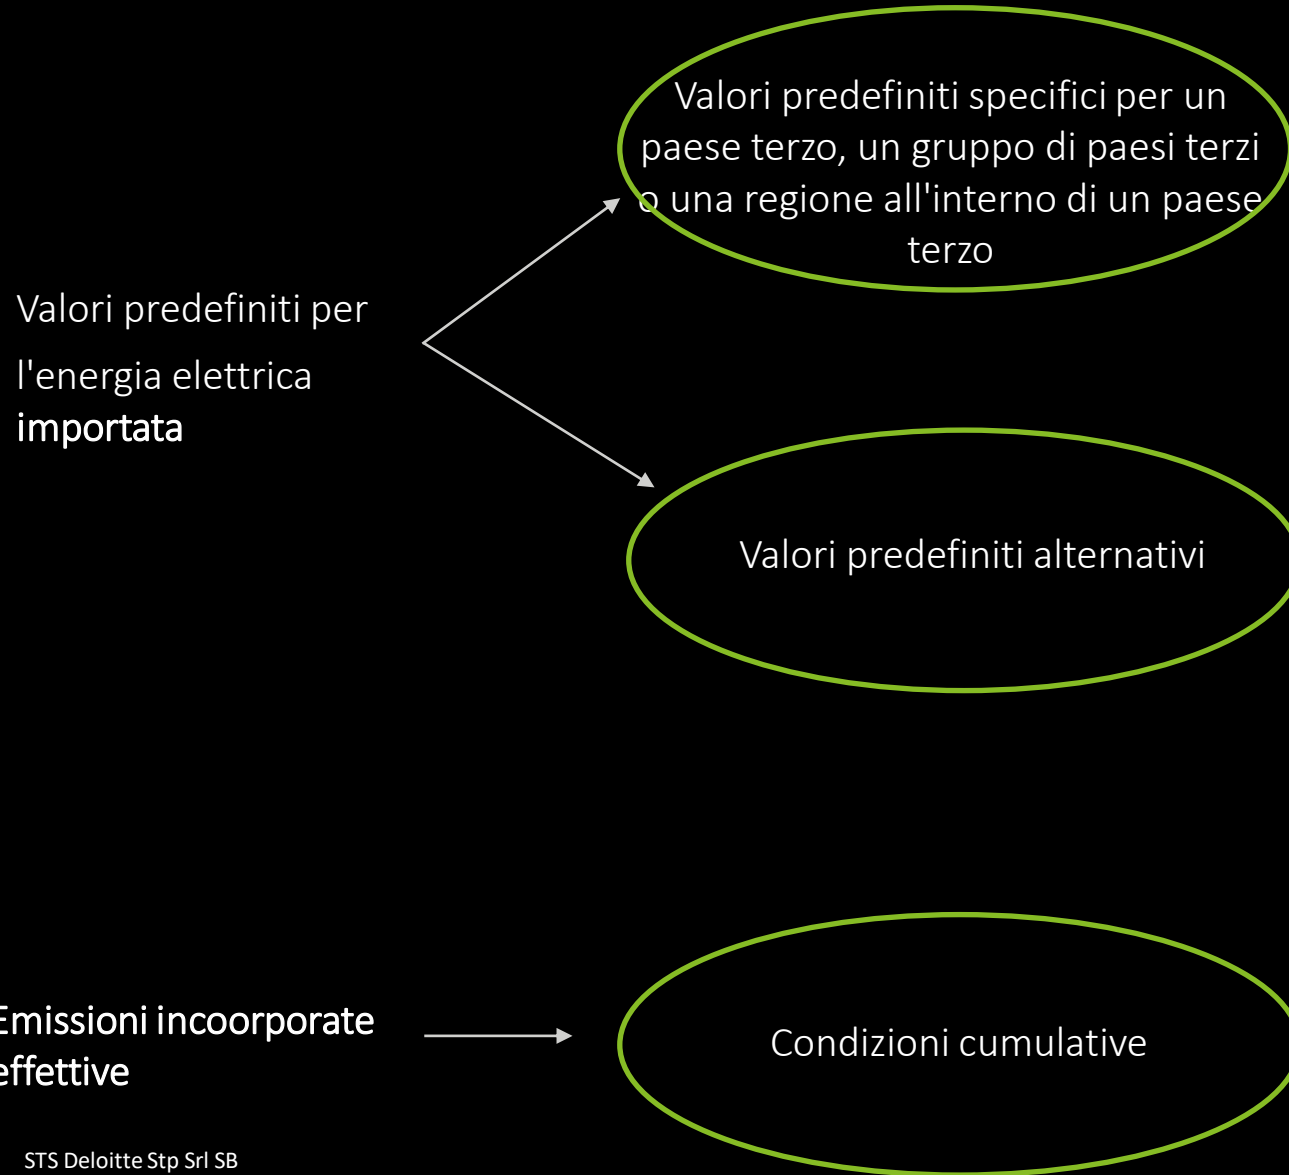 Valori predefiniti specifici per un
paese terzo, un gruppo di paesi terzi
o una regione all'interno di un paese
terzo
Valori predefiniti per
l'energia elettrica
importata
Valori predefiniti alternativi
Emissioni incoorporate
effettive
Condizioni cumulative
STS Deloitte Stp Srl SB